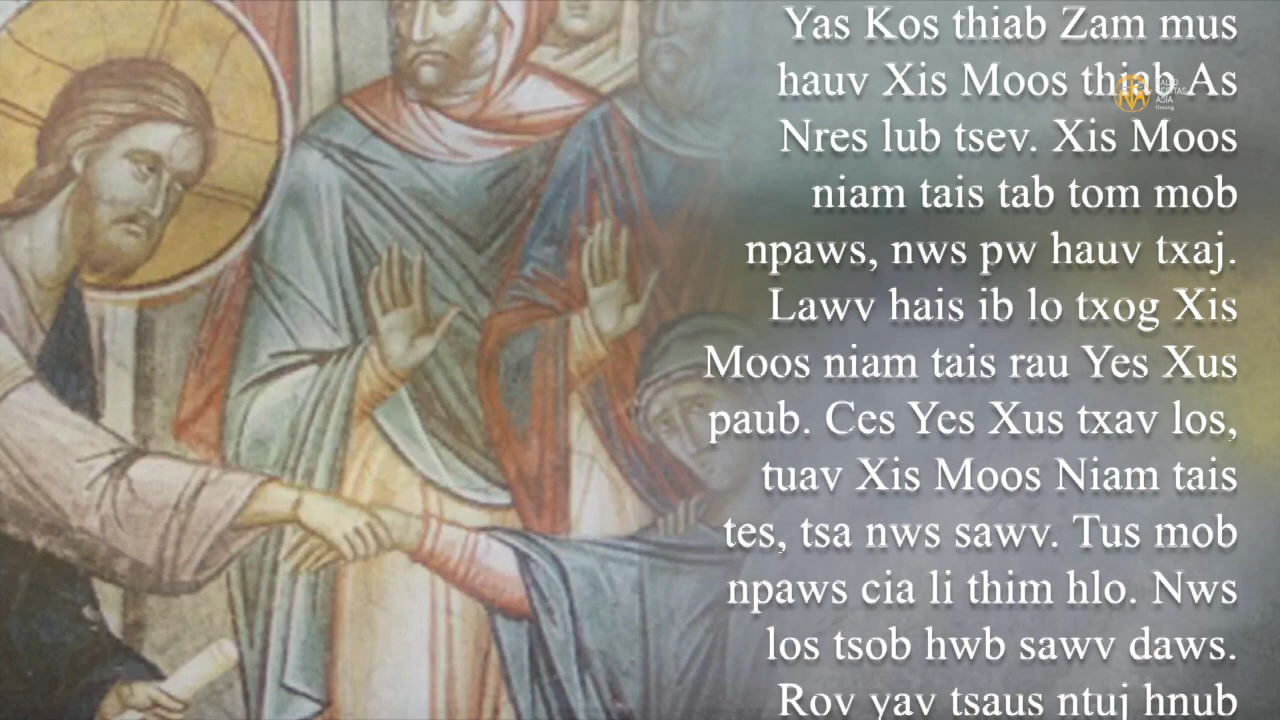 Yas Kos thiab Zam mus
hauv Xis Moos thiab As
Nres lub tsev. Xis Moos
niam tais tab tom mob
npaws, nws pw hauv txaj.
Lawv hais ib lo txog Xis
Moos niam tais rau Yes Xus
paub. Ces Yes Xus txav los,
tuav Xis Moos Niam tais
tes, tsa nws sawv. Tus mob
npaws cia li thim hlo. Nws
los tsob hwb sawv daws.
Rov yav tsaus ntuj hnub
ASIA
Hmong